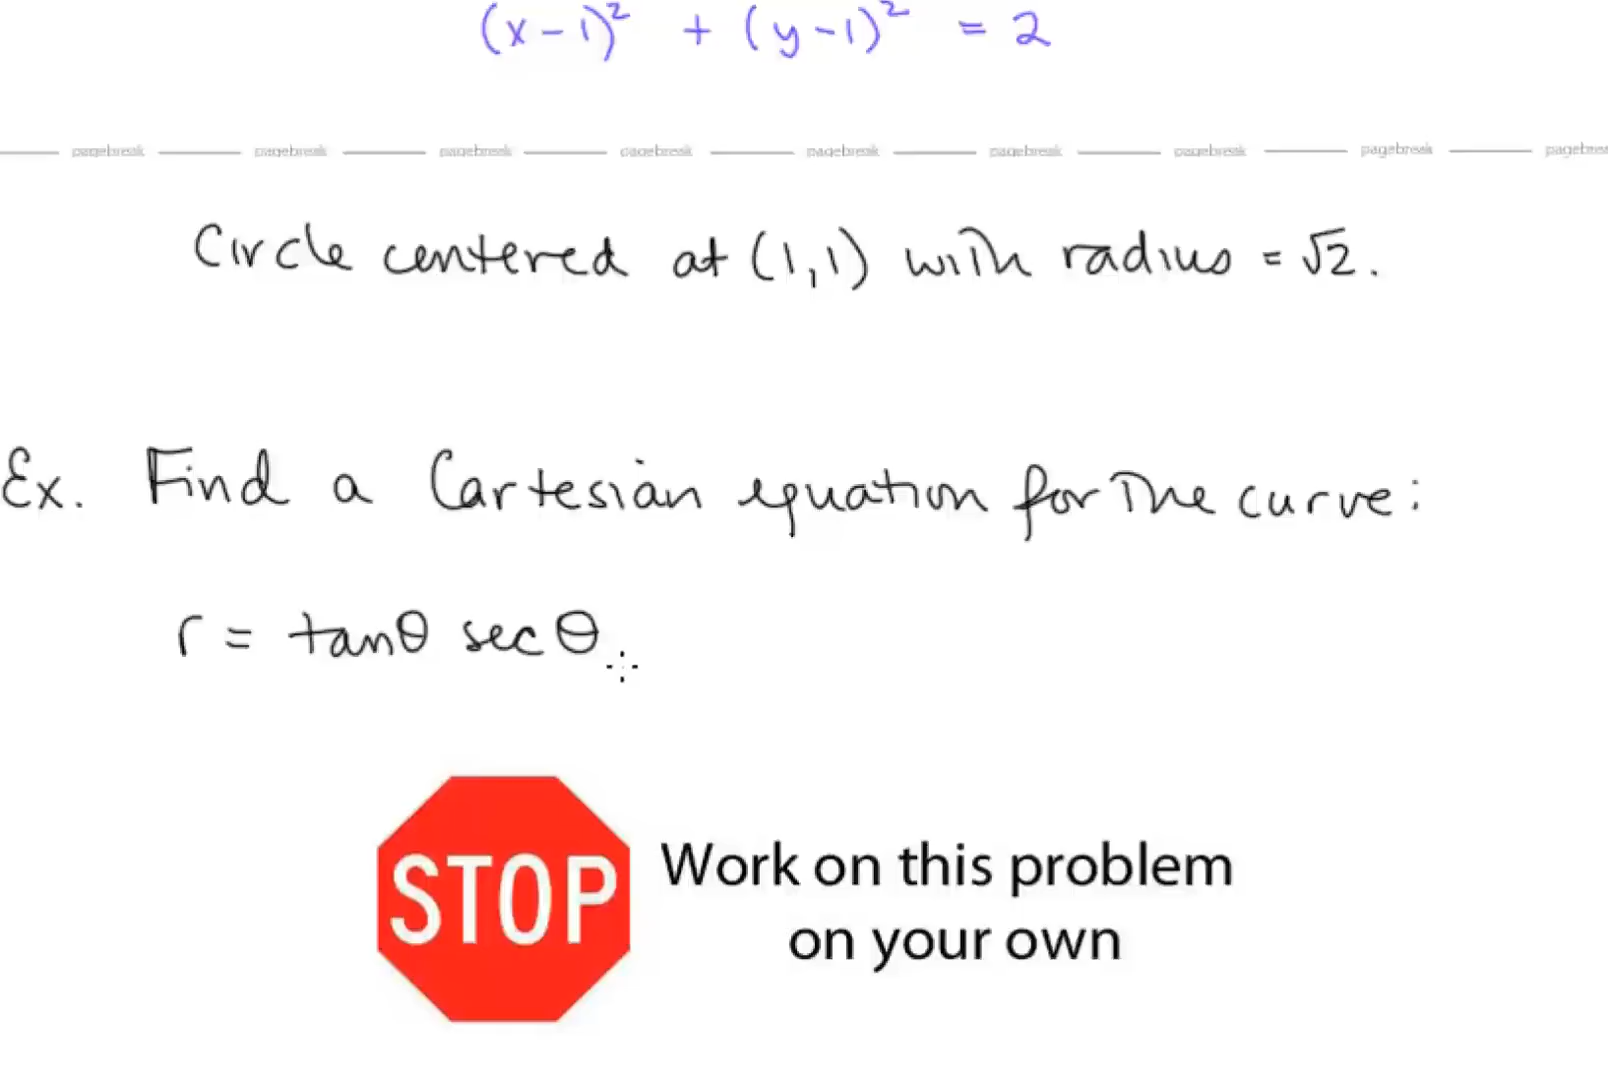 (x-1)² + (y-1)² = 2
pagebreak pagebreak pagebreak pagebreak pagebreak pagebreak pagebreak pagebreak
Circle centered at (1,1) with radius = √2.
Ex. Find a Cartesian equation for the curve:
r = tanθ secθ
STOP Work on this problem
on your own